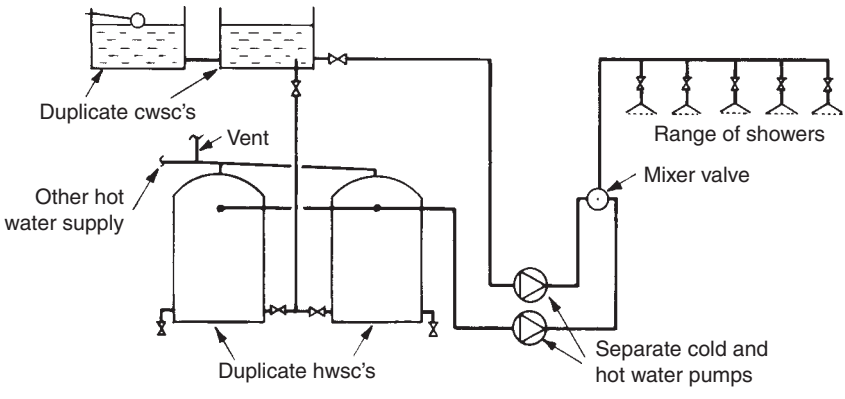 Duplicate cwsc's
Vent
Other hot
water supply
Range of showers
Mixer valve
Duplicate hwsc's
Separate cold and
hot water pumps